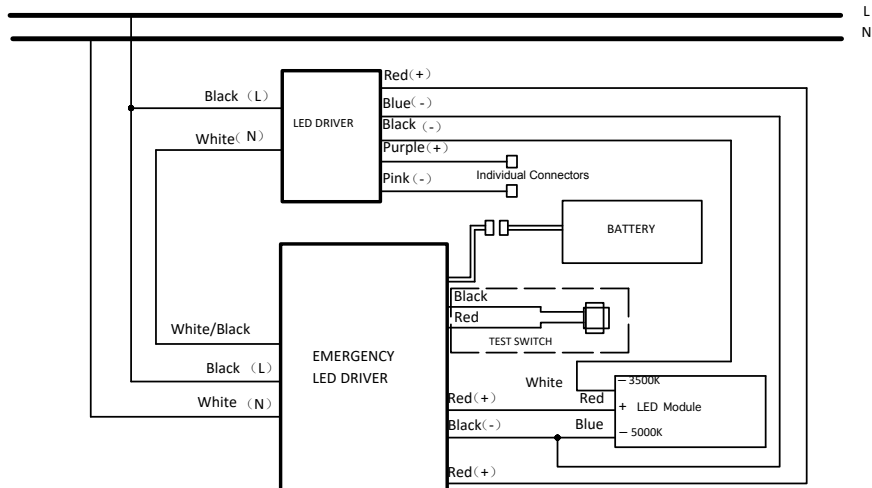 L
N
Red(+)
Black (L)
Blue(-)
LED DRIVER
Black (-)
White( N)
Purple(+)
Pink(-)
Individual Connectors
BATTERY
Black
Red
TEST SWITCH
White/Black
EMERGENCY
LED DRIVER
Black (L)
White (N)
White
Red(+)
Red
Black(-)
Blue
Red(+)
— 3500K
+ LED Module
— 5000K